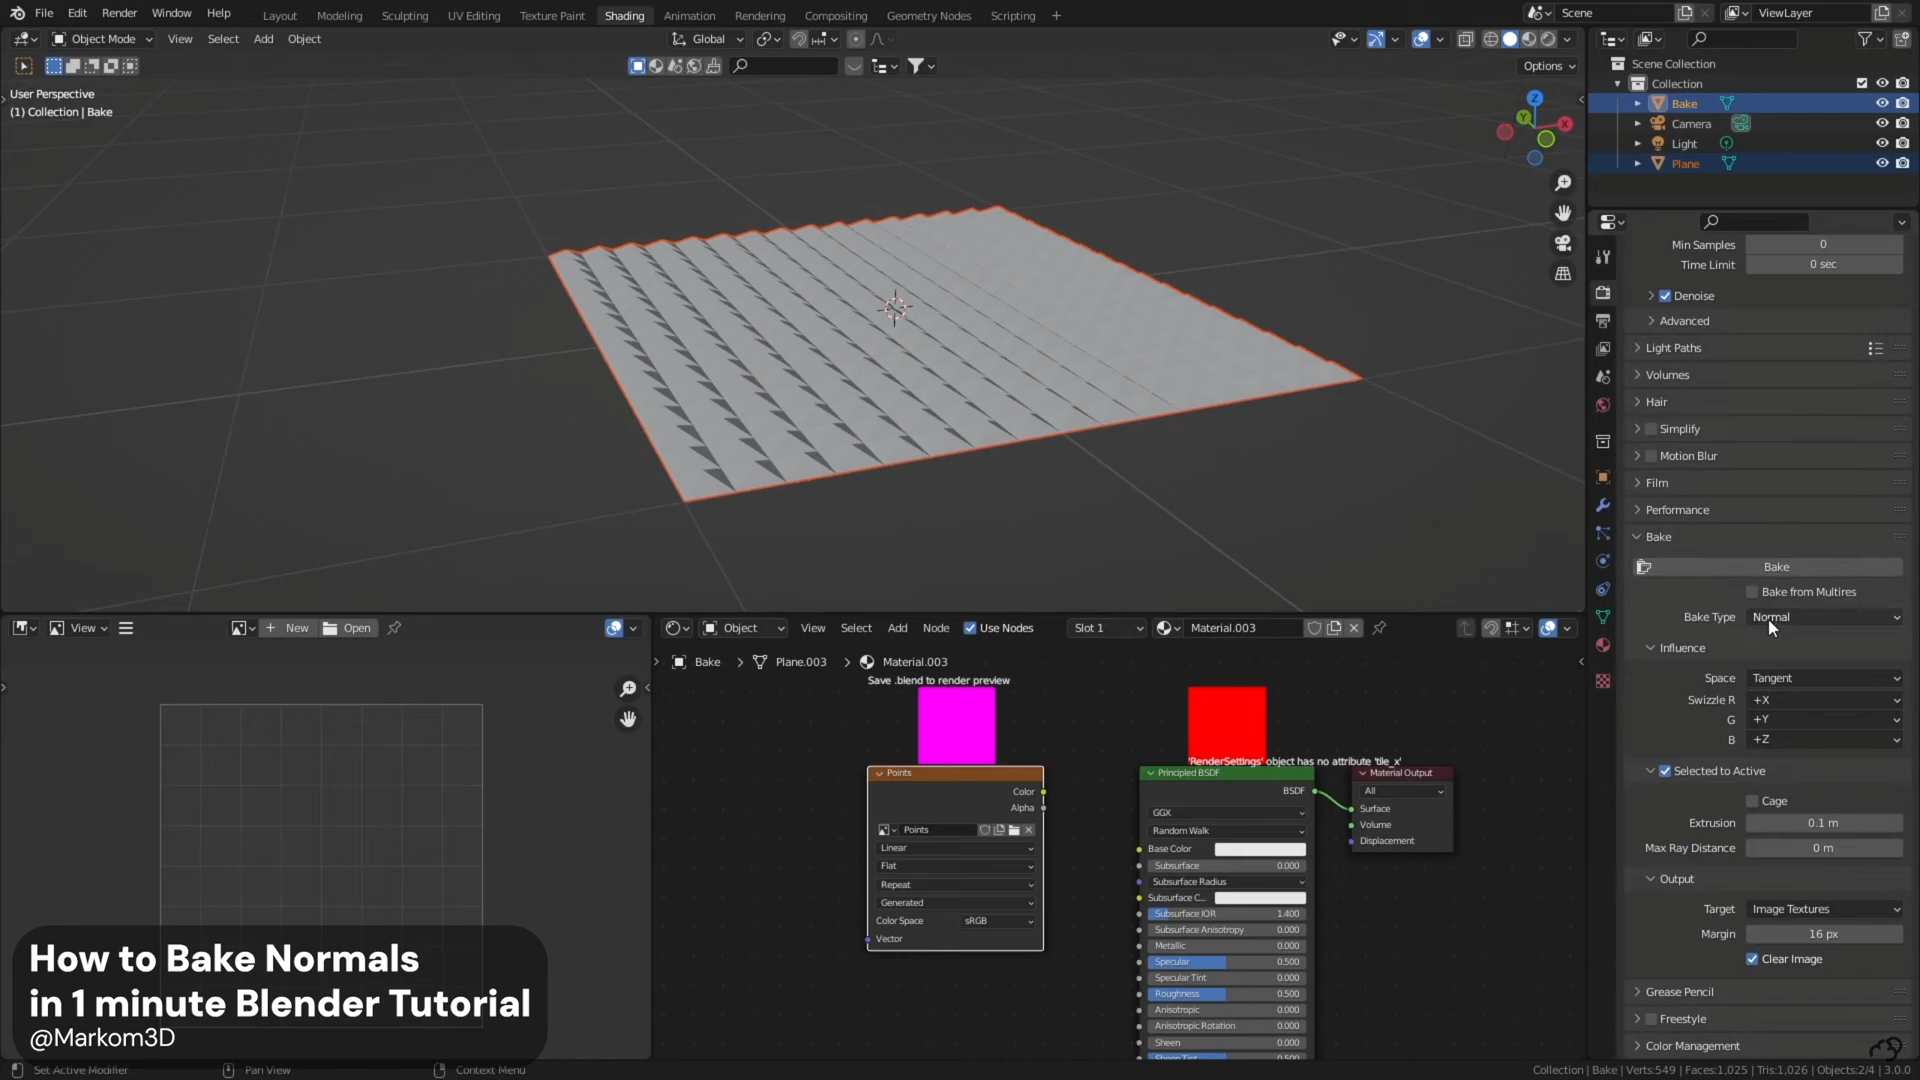 File Edit Render Window Help Layout Modeling Sculpting UV Editing Texture Paint Shading Animation Rendering Compositing Geometry Nodes Scripting + Scene ViewLayer
Object Mode View Select Add Object Global
Options
User Perspective
(1) Collection | Bake
Z
Y
X
Scene Collection
Collection
Bake
Camera
Light
Plane
Min Samples 0
Time Limit 0 sec
Denoise
Advanced
Light Paths
Volumes
Hair
Simplify
Motion Blur
Film
Performance
Bake
Bake
Bake from Multires
Bake Type Normal
Influence
Space Tangent
Swizzle R +X
G +Y
B +Z
Selected to Active
Cage
Extrusion 0.1 m
Max Ray Distance 0 m
Output
Target Image Textures
Margin 16 px
Clear Image
Grease Pencil
Freestyle
Color Management
View + New Open
Object View Select Add Node Use Nodes Slot 1 Material.003
Bake > Plane.003 > Material.003
Save .blend to render preview
Points
Color
Alpha
Points
Linear
Flat
Repeat
Generated
Color Space sRGB
Vector
'RenderSettings' object has no attribute 'tile_x'
Principled BSDF
BSDF
GGX
Random Walk
Base Color
Subsurface 0.000
Subsurface Radius
Subsurface C...
Subsurface IOR 1.400
Subsurface Anisotropy 0.000
Metallic 0.000
Specular 0.500
Specular Tint 0.000
Roughness 0.500
Anisotropic 0.000
Anisotropic Rotation 0.000
Sheen 0.000
Sheen Tint 0.500
Material Output
All
Surface
Volume
Displacement
How to Bake Normals
in 1 minute Blender Tutorial
@Markom3D
Set Active Modifier Pan View Context Menu Collection | Bake | Verts:549 | Faces:1,025 | Tris:1,026 | Objects:2/4 | 3.0.0